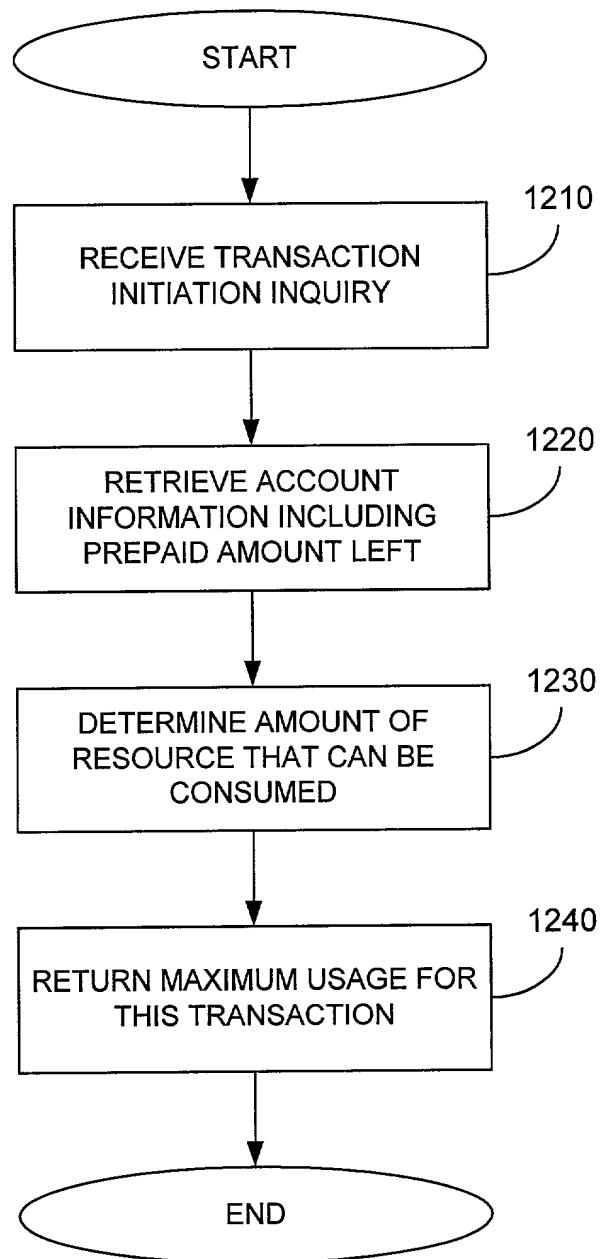 START
1210
RECEIVE TRANSACTION
INITIATION INQUIRY
1220
RETRIEVE ACCOUNT
INFORMATION INCLUDING
PREPAID AMOUNT LEFT
1230
DETERMINE AMOUNT OF
RESOURCE THAT CAN BE
CONSUMED
1240
RETURN MAXIMUM USAGE FOR
THIS TRANSACTION
END